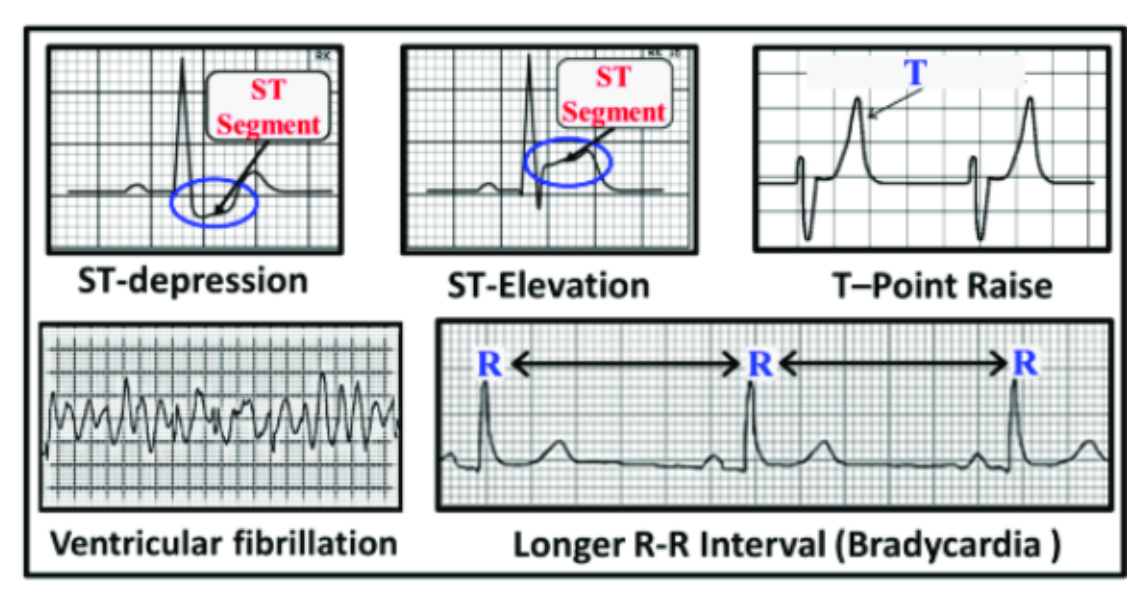 ST
Segment
ST-depression
ST
Segment
ST-Elevation
T
T–Point Raise
Ventricular fibrillation
R R R
Longer R-R Interval (Bradycardia )